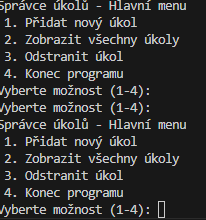 Správce úkolů - Hlavní menu
1. Přidat nový úkol
2. Zobrazit všechny úkoly
3. Odstranit úkol
4. Konec programu
Vyberte možnost (1-4):
Vyberte možnost (1-4):
Správce úkolů - Hlavní menu
1. Přidat nový úkol
2. Zobrazit všechny úkoly
3. Odstranit úkol
4. Konec programu
Vyberte možnost (1-4):